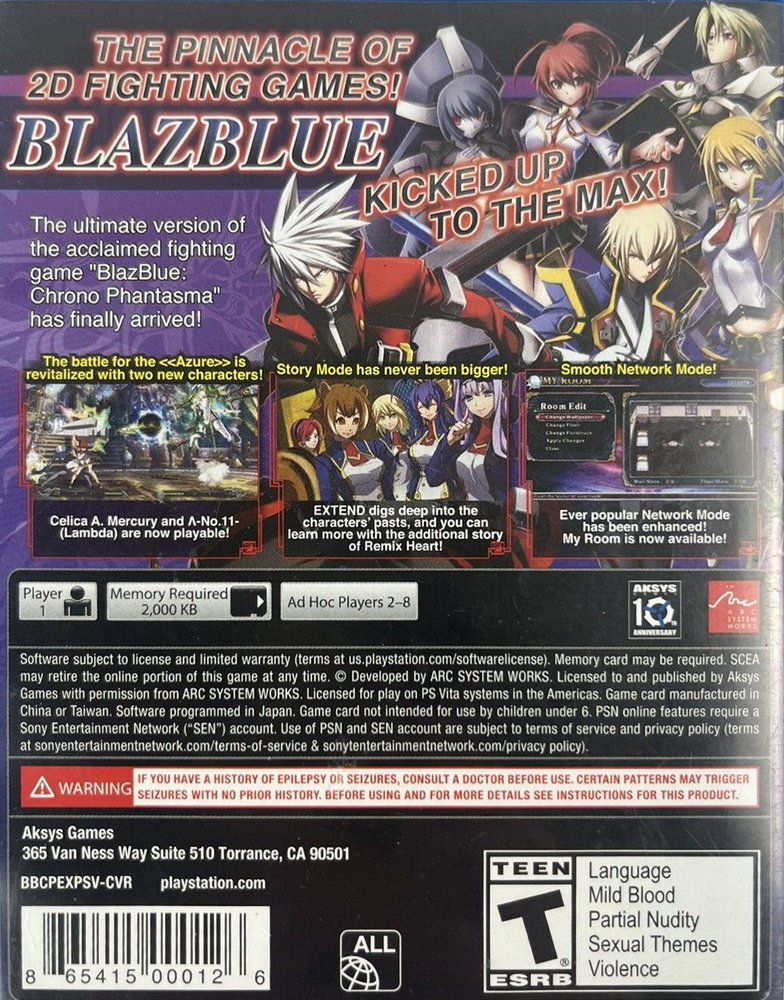 THE PINNACLE OF
2D FIGHTING GAMES!
BLAZBLUE
KICKED UP
TO THE MAX!
The ultimate version of
the acclaimed fighting
game "BlazBlue:
Chrono Phantasma"
has finally arrived!
The battle for the <<Azure>> is
revitalized with two new characters!
Celica A. Mercury and Λ-No.11-
(Lambda) are now playable!
Story Mode has never been bigger!
EXTEND digs deep into the
characters' pasts, and you can
learn more with the additional story
of Remix Heart!
Smooth Network Mode!
MY ROOM
Room Edit
Change Wallpaper
Change Floor
Change Furniture
Apply Changes
Close
Ever popular Network Mode
has been enhanced!
My Room is now available!
Player
1
Memory Required
2,000 KB
Ad Hoc Players 2–8
AKSYS
10TH
ANNIVERSARY
ARC
SYSTEM
WORKS
Software subject to license and limited warranty (terms at us.playstation.com/softwarelicense). Memory card may be required. SCEA
may retire the online portion of this game at any time. © Developed by ARC SYSTEM WORKS. Licensed to and published by Aksys
Games with permission from ARC SYSTEM WORKS. Licensed for play on PS Vita systems in the Americas. Game card manufactured in
China or Taiwan. Software programmed in Japan. Game card not intended for use by children under 6. PSN online features require a
Sony Entertainment Network ("SEN") account. Use of PSN and SEN account are subject to terms of service and privacy policy (terms
at sonyentertainmentnetwork.com/terms-of-service & sonytentertainmentnetwork.com/privacy policy).
WARNING
IF YOU HAVE A HISTORY OF EPILEPSY OR SEIZURES, CONSULT A DOCTOR BEFORE USE. CERTAIN PATTERNS MAY TRIGGER
SEIZURES WITH NO PRIOR HISTORY. BEFORE USING AND FOR MORE DETAILS SEE INSTRUCTIONS FOR THIS PRODUCT.
Aksys Games
365 Van Ness Way Suite 510 Torrance, CA 90501
BBCPEXPSV-CVR playstation.com
8 65415 00012 6
ALL
TEEN
T
®
ESRB
Language
Mild Blood
Partial Nudity
Sexual Themes
Violence